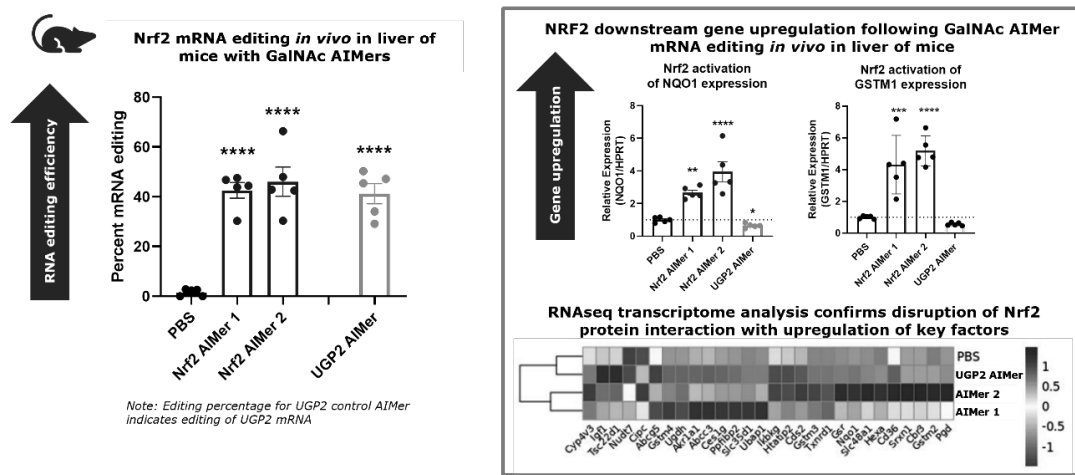 Nrf2 mRNA editing in vivo in liver of
mice with GalNAc AIMers
RNA editing efficiency
Percent mRNA editing
80
60
40
20
0
****
****
****
PBS
Nrf2 AIMer 1
Nrf2 AIMer 2
UGP2 AIMer
Note: Editing percentage for UGP2 control AIMer
indicates editing of UGP2 mRNA
NRF2 downstream gene upregulation following GalNAc AIMer
mRNA editing in vivo in liver of mice
Gene upregulation
Nrf2 activation
of NQO1 expression
Relative Expression
(NQO1/HPRT)
8
6
4
2
0
**
****
*
PBS
Nrf2 AIMer 1
Nrf2 AIMer 2
UGP2 AIMer
Nrf2 activation of
GSTM1 expression
Relative Expression
(GSTM1/HPRT)
8
6
4
2
0
***
****
PBS
Nrf2 AIMer 1
Nrf2 AIMer 2
UGP2 AIMer
RNAseq transcriptome analysis confirms disruption of Nrf2
protein interaction with upregulation of key factors
PBS
UGP2 AIMer
AIMer 2
AIMer 1
1
0.5
0
-0.5
-1
Cyp4v3
Igf1
Tsc22d1
Nudt7
Cipc
Abcg5
Gstm4
Ugdh
Akr1a1
Abcc3
Ces1g
Pphbp2
Slc35d1
Ubap1
Ikbkg
Htatip2
Cds2
Gstm3
Txnrd1
Gsr
Nqo1
Slc48a1
Hexa
Cd36
Srxn1
Cbr3
Gstm2
Pgd